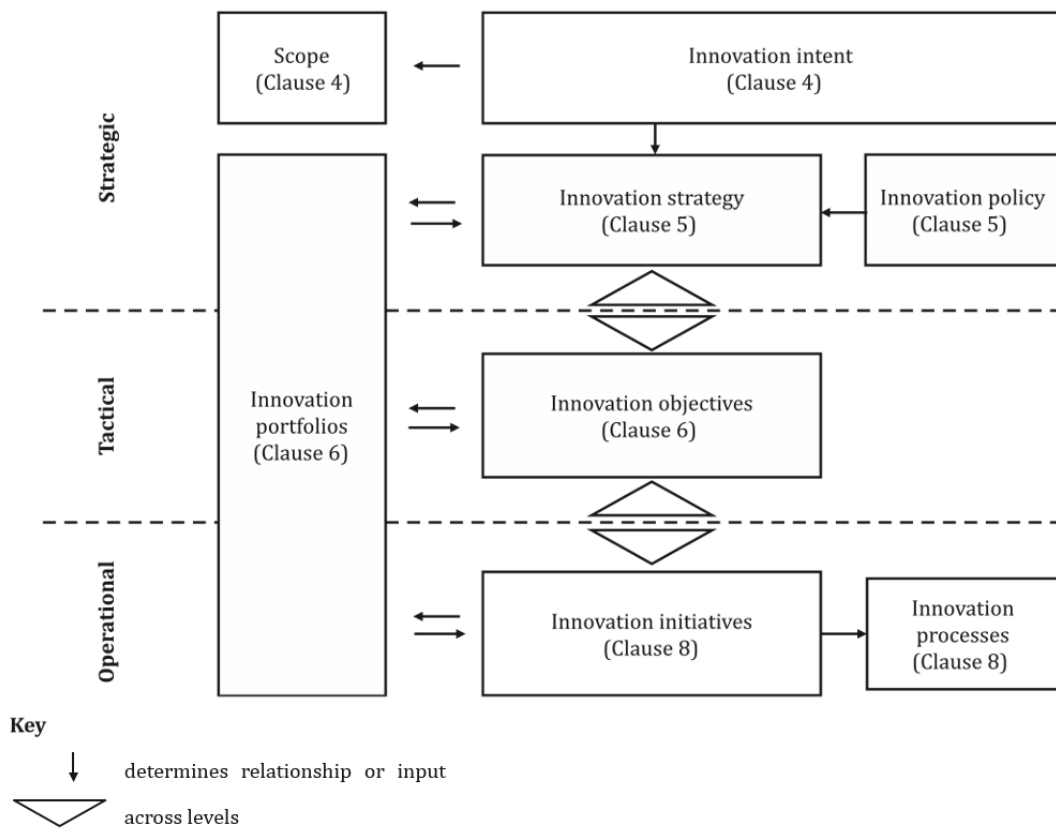 Scope
(Clause 4)
Innovation intent
(Clause 4)
Strategic
Innovation strategy
(Clause 5)
Innovation policy
(Clause 5)
Tactical
Innovation
portfolios
(Clause 6)
Innovation objectives
(Clause 6)
Operational
Innovation initiatives
(Clause 8)
Innovation
processes
(Clause 8)
Key
determines relationship or input
across levels